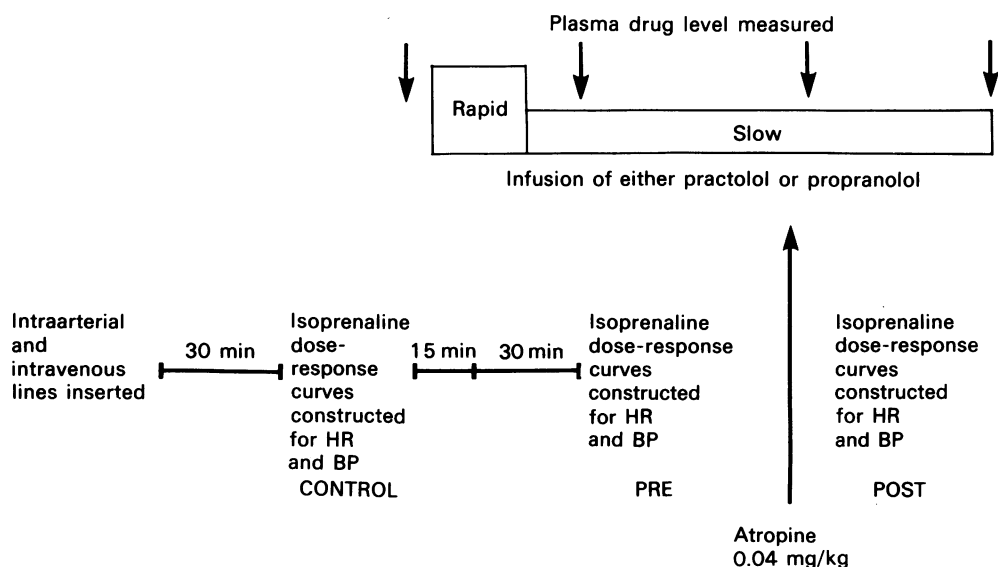 Plasma drug level measured
Rapid
Slow
Infusion of either practolol or propranolol
Intraarterial
and
intravenous
lines inserted
30 min
Isoprenaline
dose-
response
curves
constructed
for HR
and BP
CONTROL
15 min
30 min
Isoprenaline
dose-response
curves
constructed
for HR
and BP
PRE
Isoprenaline
dose-response
curves
constructed
for HR
and BP
POST
Atropine
0.04 mg/kg